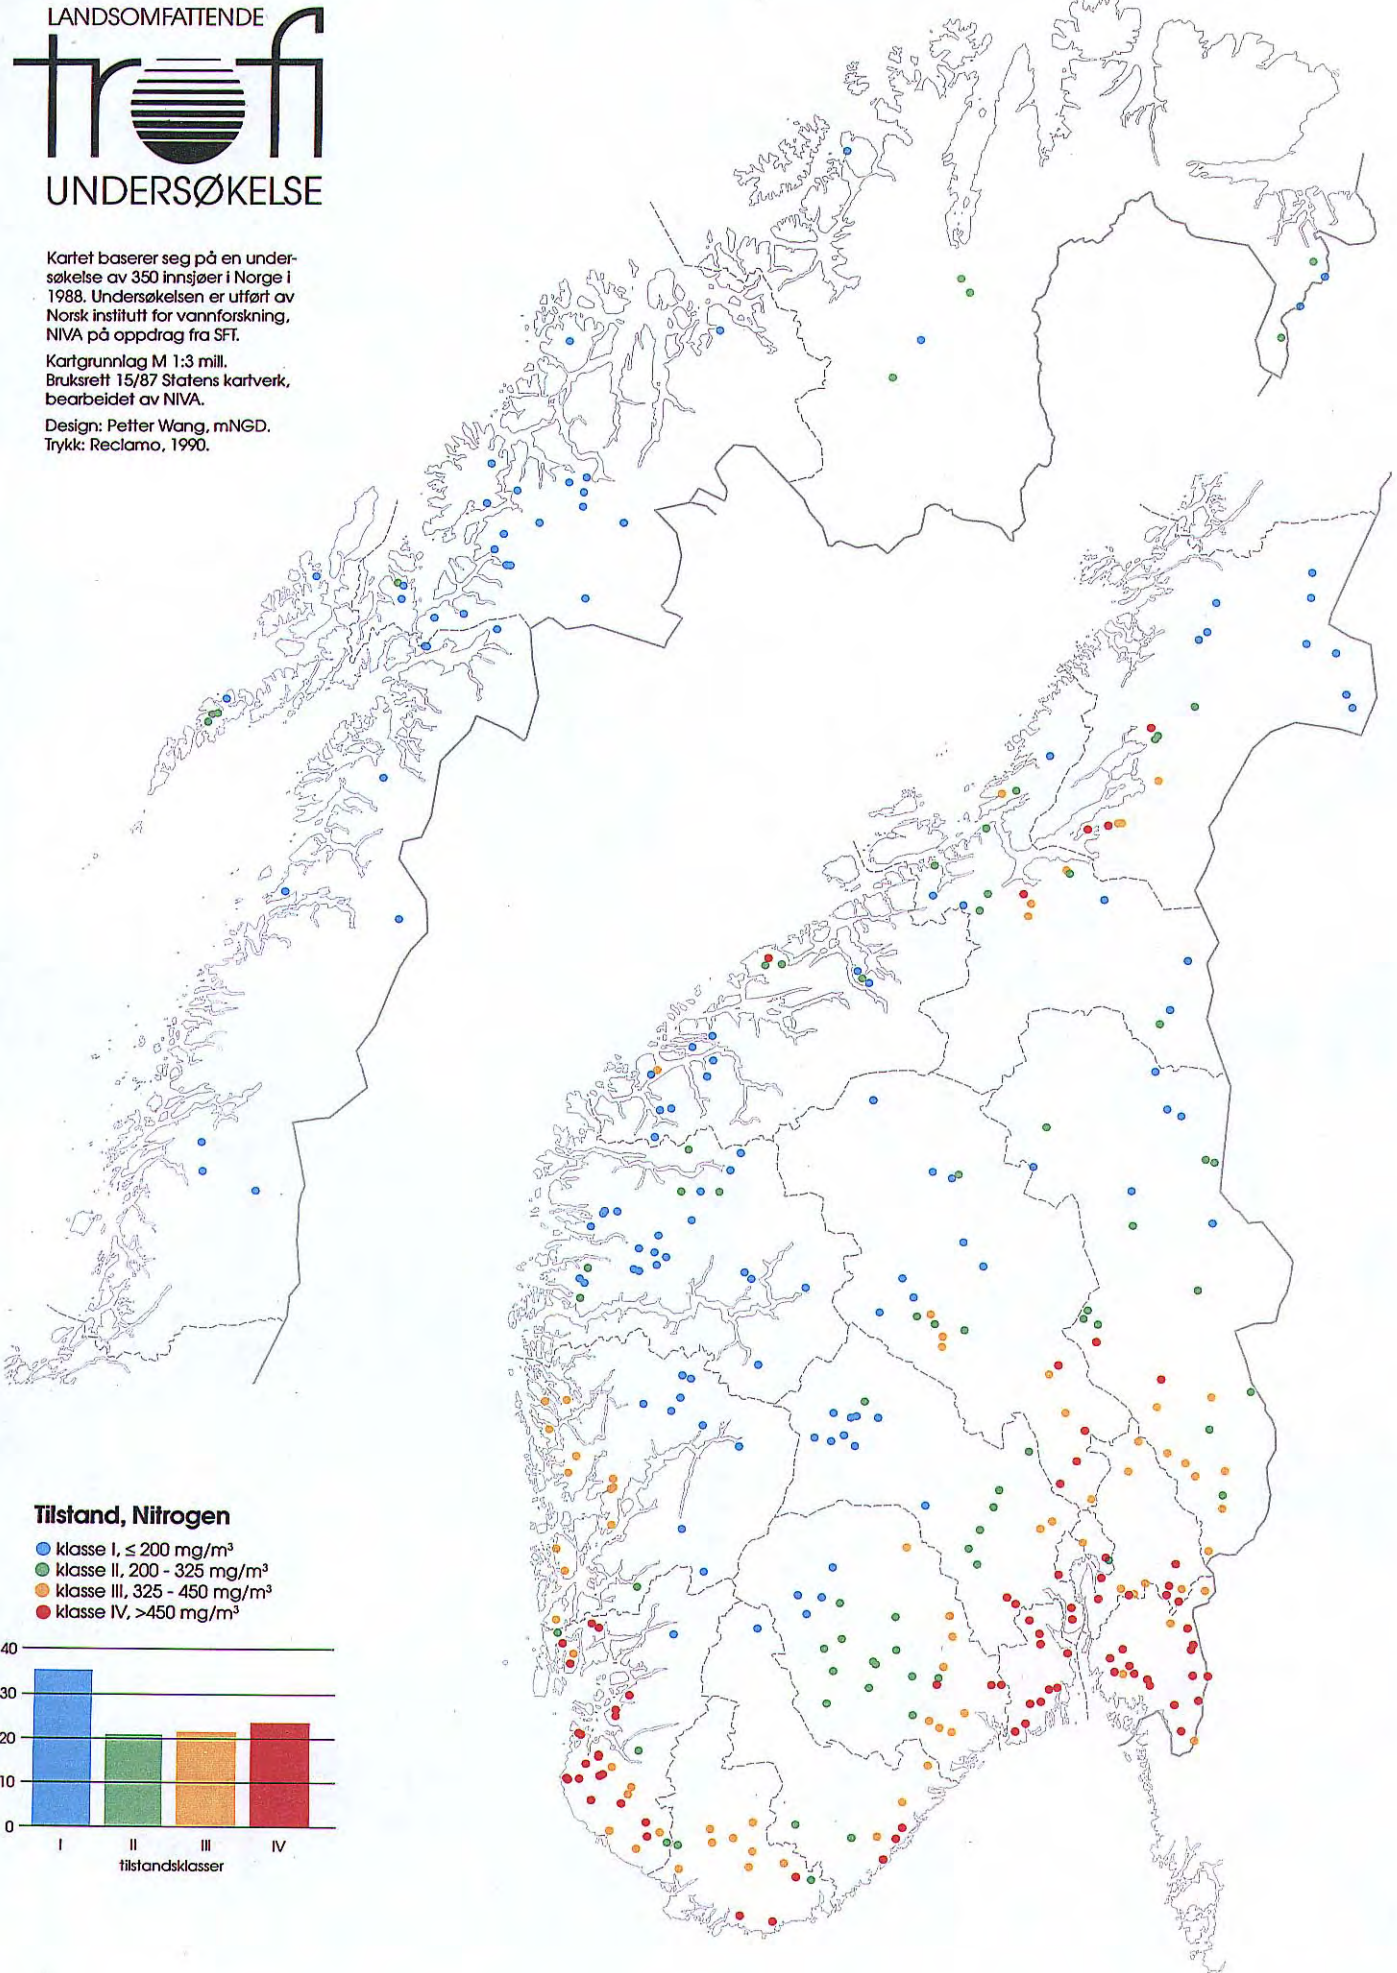 LANDSOMFATTENDE
trofi
UNDERSØKELSE
Kartet baserer seg på en under-
søkelse av 350 innsjøer i Norge i
1988. Undersøkelsen er utført av
Norsk institutt for vannforskning,
NIVA på oppdrag fra SFT.
Kartgrunnlag M 1:3 mill.
Bruksrett 15/87 Statens kartverk,
bearbeidet av NIVA.
Design: Petter Wang, mNGD.
Trykk: Reclamo, 1990.
Tilstand, Nitrogen
klasse I, ≤ 200 mg/m³
klasse II, 200 - 325 mg/m³
klasse III, 325 - 450 mg/m³
klasse IV, >450 mg/m³
40
30
20
10
0
I II III IV
tilstandsklasser